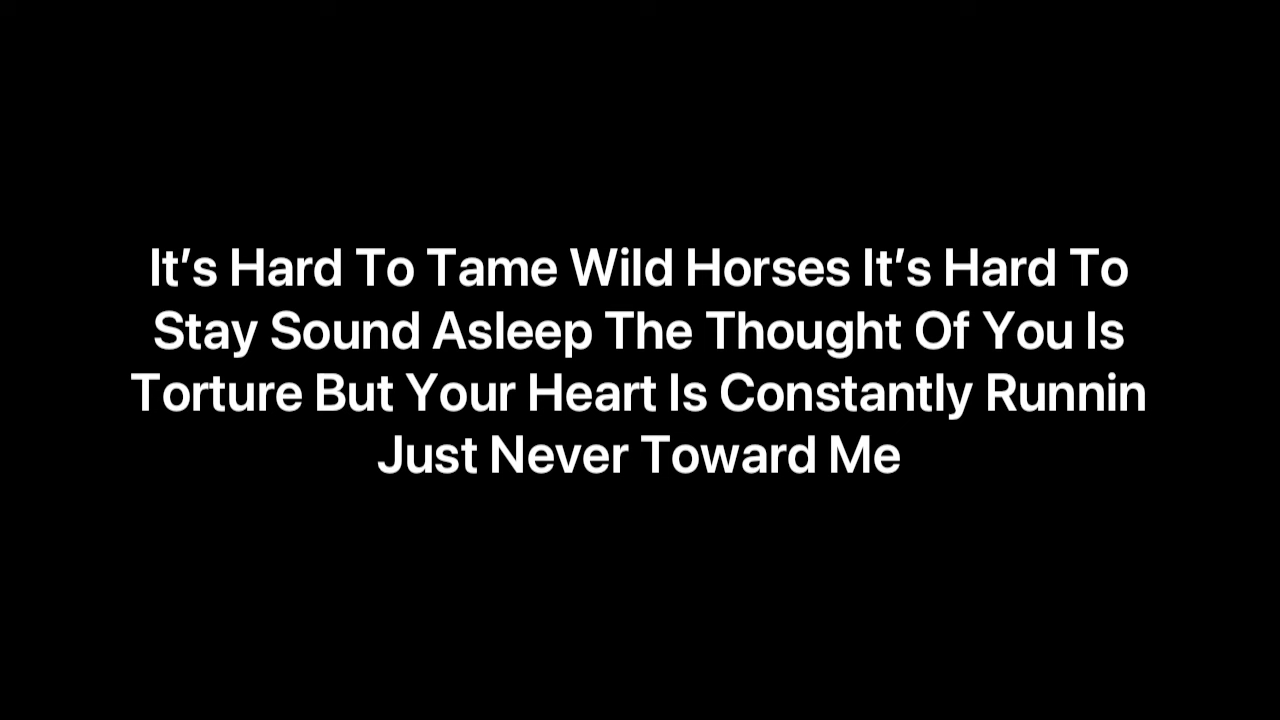 It’s Hard To Tame Wild Horses It’s Hard To
Stay Sound Asleep The Thought Of You Is
Torture But Your Heart Is Constantly Runnin
Just Never Toward Me